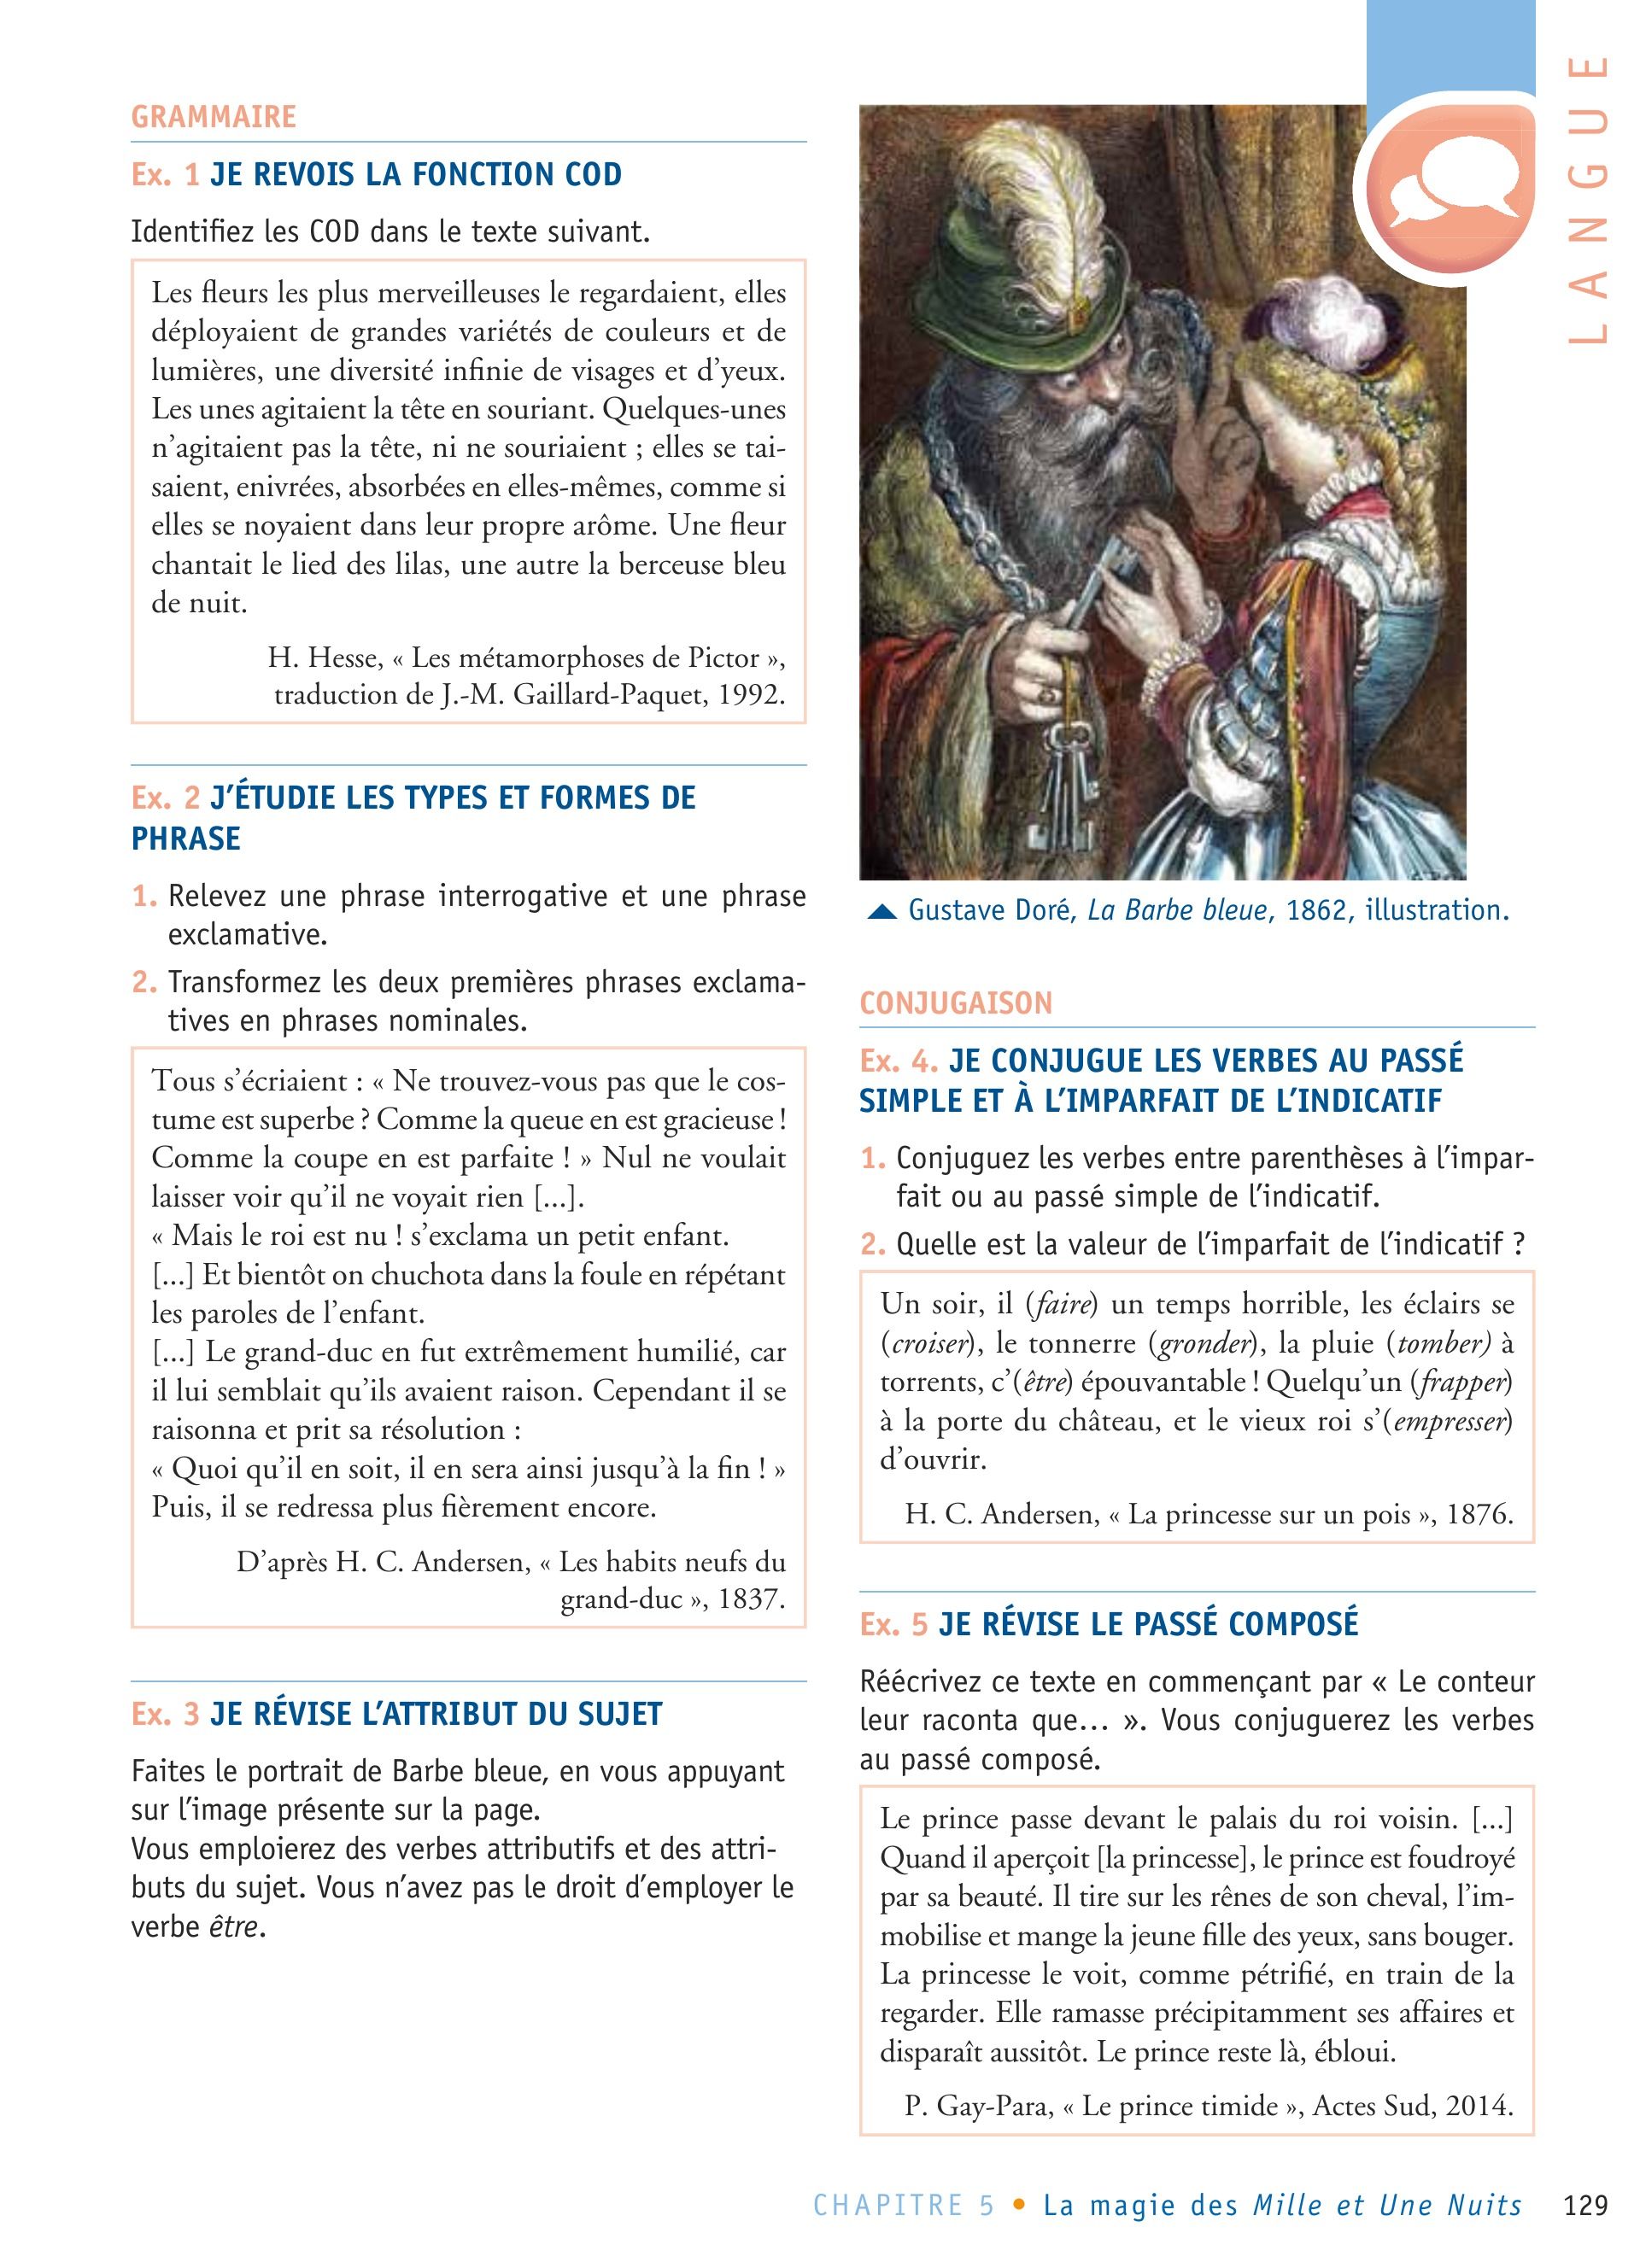 GRAMMAIRE
Ex. 1 JE REVOIS LA FONCTION COD
Identifiez les COD dans le texte suivant.
Les fleurs les plus merveilleuses le regardaient, elles
déployaient de grandes variétés de couleurs et de
lumières, une diversité infinie de visages et d’yeux.
Les unes agitaient la tête en souriant. Quelques-unes
n’agitaient pas la tête, ni ne souriaient ; elles se tai-
saient, enivrées, absorbées en elles-mêmes, comme si
elles se noyaient dans leur propre arôme. Une fleur
chantait le lied des lilas, une autre la berceuse bleu
de nuit.
H. Hesse, « Les métamorphoses de Pictor »,
traduction de J.-M. Gaillard-Paquet, 1992.
Ex. 2 J’ÉTUDIE LES TYPES ET FORMES DE
PHRASE
1. Relevez une phrase interrogative et une phrase
exclamative.
2. Transformez les deux premières phrases exclama-
tives en phrases nominales.
Tous s’écriaient : « Ne trouvez-vous pas que le cos-
tume est superbe ? Comme la queue en est gracieuse !
Comme la coupe en est parfaite ! » Nul ne voulait
laisser voir qu’il ne voyait rien [...].
« Mais le roi est nu ! s’exclama un petit enfant.
[...] Et bientôt on chuchota dans la foule en répétant
les paroles de l’enfant.
[...] Le grand-duc en fut extrêmement humilié, car
il lui semblait qu’ils avaient raison. Cependant il se
raisonna et prit sa résolution :
« Quoi qu’il en soit, il en sera ainsi jusqu’à la fin ! »
Puis, il se redressa plus fièrement encore.
D’après H. C. Andersen, « Les habits neufs du
grand-duc », 1837.
Ex. 3 JE RÉVISE L’ATTRIBUT DU SUJET
Faites le portrait de Barbe bleue, en vous appuyant
sur l’image présente sur la page.
Vous emploierez des verbes attributifs et des attri-
buts du sujet. Vous n’avez pas le droit d’employer le
verbe être.
LANGUE
Gustave Doré, La Barbe bleue, 1862, illustration.
CONJUGAISON
Ex. 4. JE CONJUGUE LES VERBES AU PASSÉ
SIMPLE ET À L’IMPARFAIT DE L’INDICATIF
1. Conjuguez les verbes entre parenthèses à l’impar-
fait ou au passé simple de l’indicatif.
2. Quelle est la valeur de l’imparfait de l’indicatif ?
Un soir, il (faire) un temps horrible, les éclairs se
(croiser), le tonnerre (gronder), la pluie (tomber) à
torrents, c’(être) épouvantable ! Quelqu’un (frapper)
à la porte du château, et le vieux roi s’(empresser)
d’ouvrir.
H. C. Andersen, « La princesse sur un pois », 1876.
Ex. 5 JE RÉVISE LE PASSÉ COMPOSÉ
Réécrivez ce texte en commençant par « Le conteur
leur raconta que… ». Vous conjuguerez les verbes
au passé composé.
Le prince passe devant le palais du roi voisin. [...]
Quand il aperçoit [la princesse], le prince est foudroyé
par sa beauté. Il tire sur les rênes de son cheval, l’im-
mobilise et mange la jeune fille des yeux, sans bouger.
La princesse le voit, comme pétrifié, en train de la
regarder. Elle ramasse précipitamment ses affaires et
disparaît aussitôt. Le prince reste là, ébloui.
P. Gay-Para, « Le prince timide », Actes Sud, 2014.
CHAPITRE 5 • La magie des Mille et Une Nuits 129